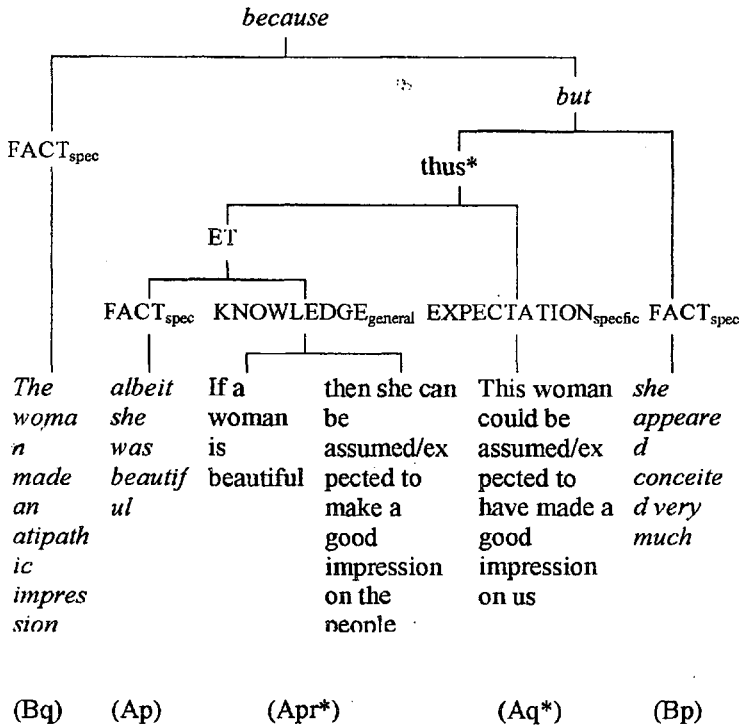 because
but
FACTspec
thus*
ET
FACTspec KNOWLEDGEgeneral EXPECTATIONspecfic FACTspec
The
woma
n
made
an
atipath
ic
impres
sion
albeit
she
was
beautif
ul
If a
woman
is
beautiful
then she can
be
assumed/ex
pected to
make a
good
impression
on the
people
This woman
could be
assumed/ex
pected to
have made a
good
impression
on us
she
appeare
d
conceite
d very
much
(Bq) (Ap) (Apr*) (Aq*) (Bp)